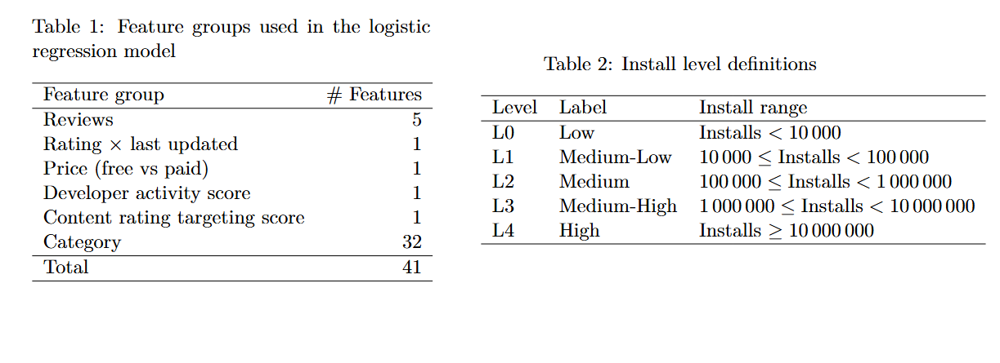 Table 1: Feature groups used in the logistic
regression model
Feature group # Features
Reviews 5
Rating × last updated 1
Price (free vs paid) 1
Developer activity score 1
Content rating targeting score 1
Category 32
Total 41
Table 2: Install level definitions
Level Label Install range
L0 Low Installs < 10 000
L1 Medium-Low 10 000 ≤ Installs < 100 000
L2 Medium 100 000 ≤ Installs < 1 000 000
L3 Medium-High 1 000 000 ≤ Installs < 10 000 000
L4 High Installs ≥ 10 000 000